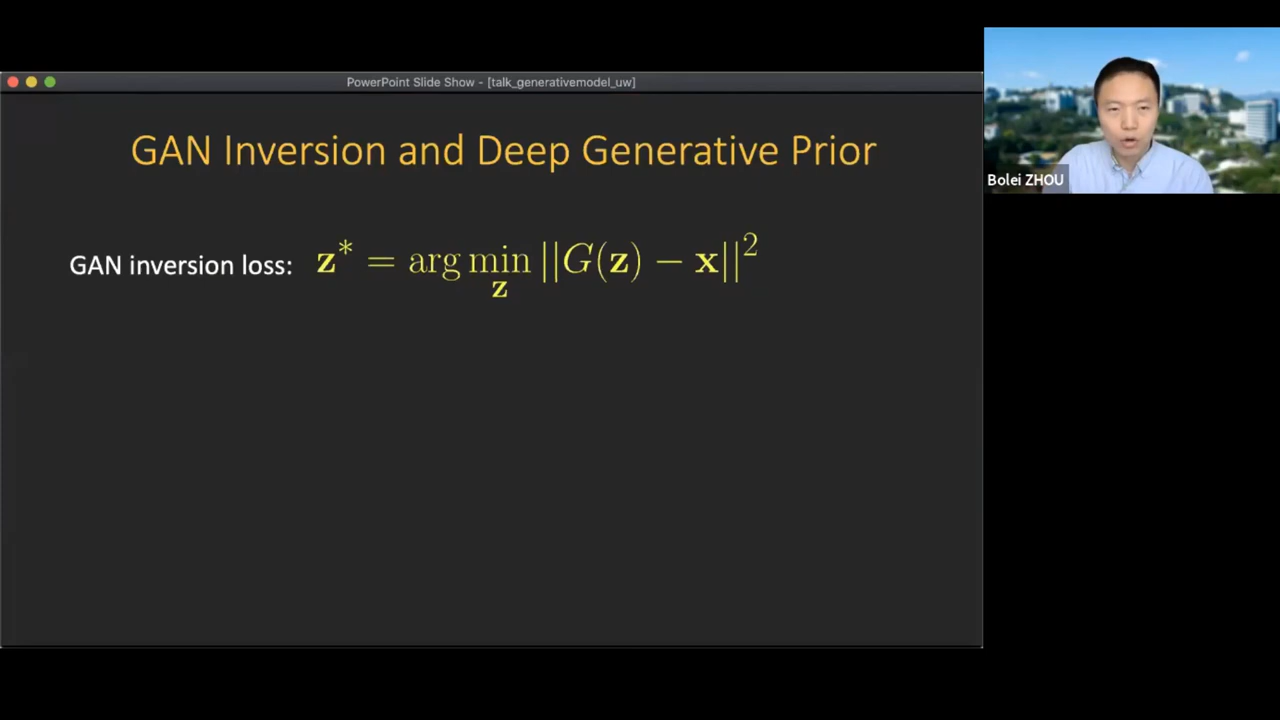 PowerPoint Slide Show - [talk_generativemodel_uw]
GAN Inversion and Deep Generative Prior
GAN inversion loss: z* = arg min_z ||G(z) − x||²
Bolei ZHOU